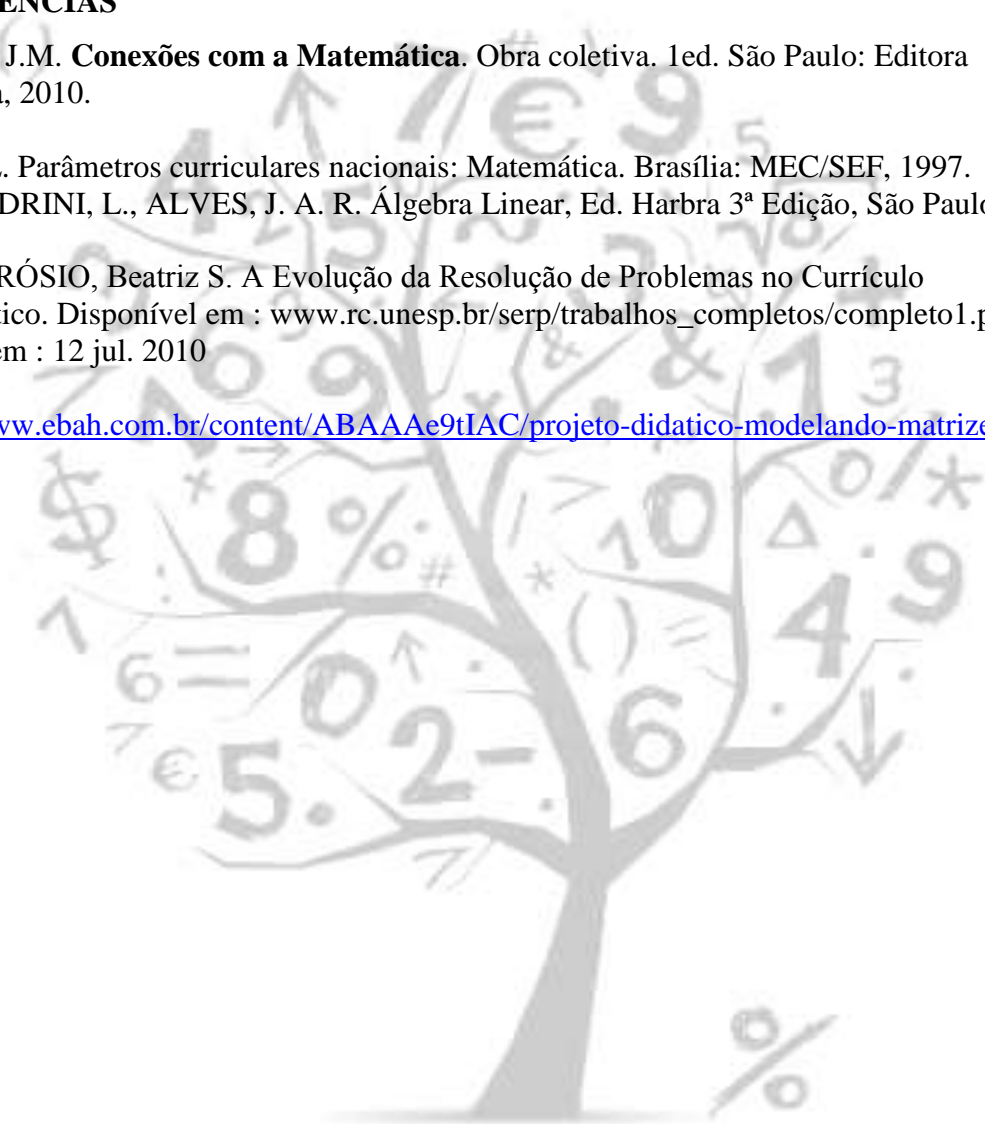 ÊNCIAS
J.M. Conexões com a Matemática. Obra coletiva. 1ed. São Paulo: Editora
, 2010.
. Parâmetros curriculares nacionais: Matemática. Brasília: MEC/SEF, 1997.
DRINI, L., ALVES, J. A. R. Álgebra Linear, Ed. Harbra 3ª Edição, São Paulo
RÓSIO, Beatriz S. A Evolução da Resolução de Problemas no Currículo
tico. Disponível em : www.rc.unesp.br/serp/trabalhos_completos/completo1.p
em : 12 jul. 2010
ww.ebah.com.br/content/ABAAAe9tIAC/projeto-didatico-modelando-matrize